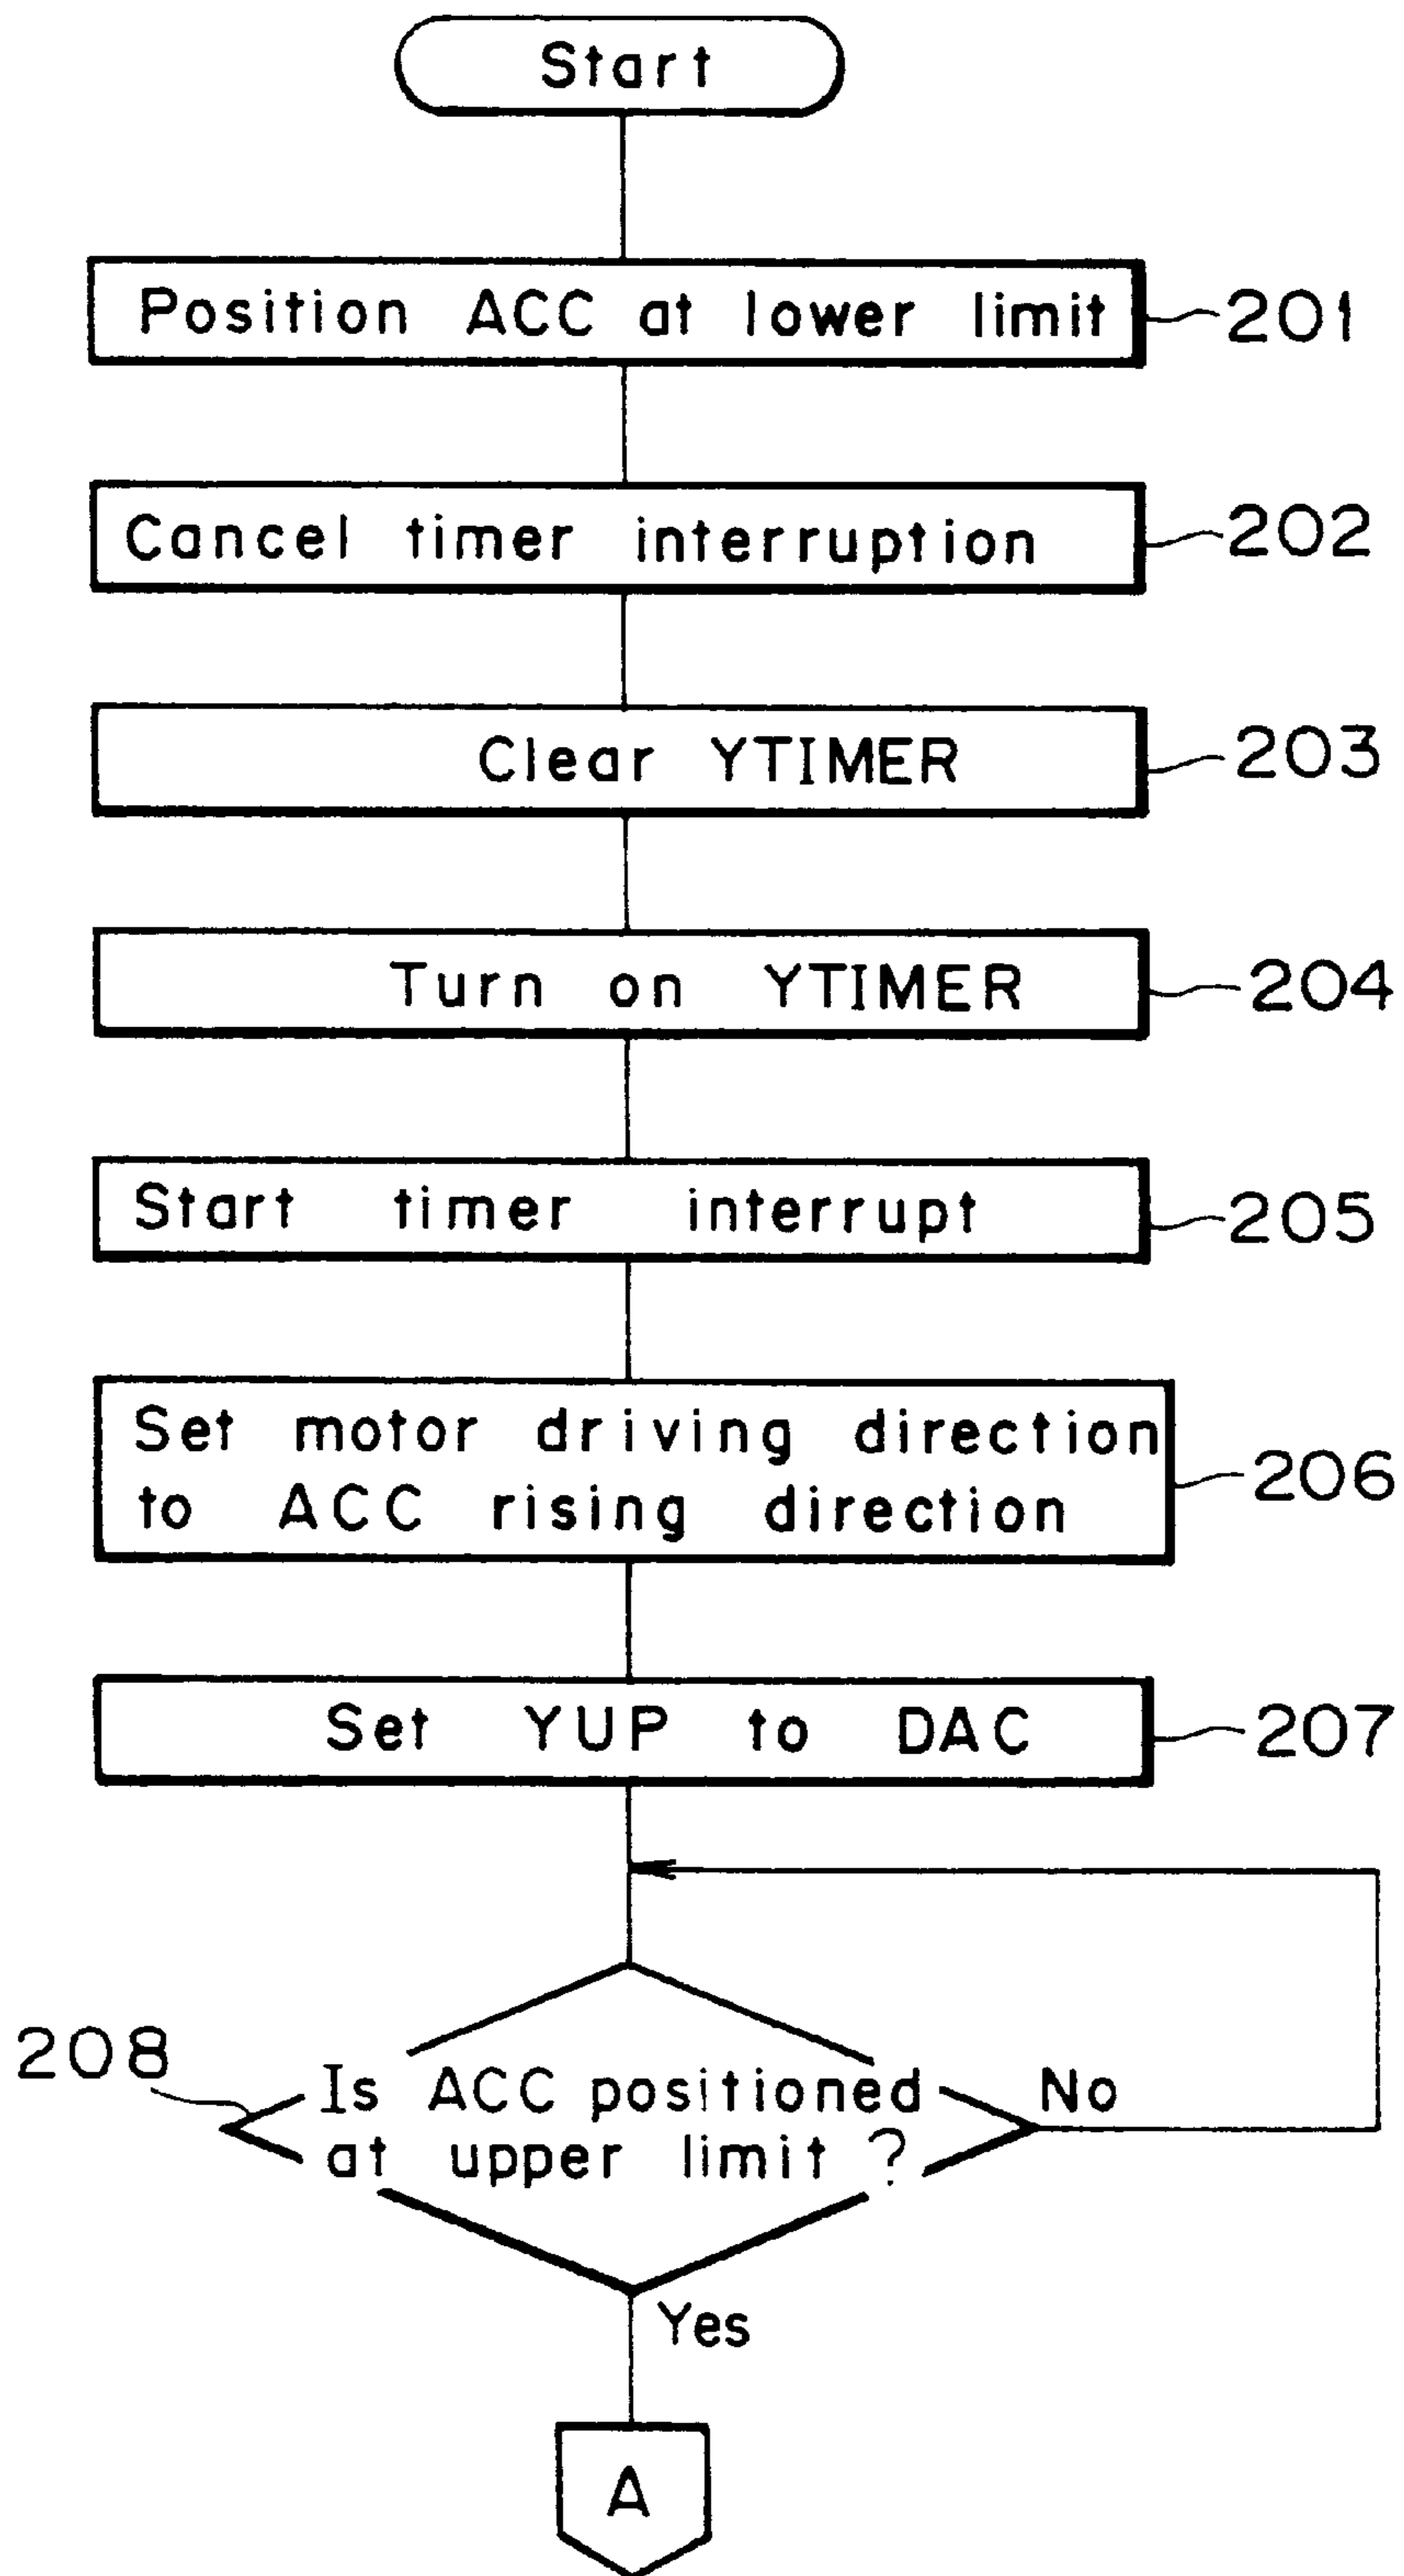 Start
Position ACC at lower limit
201
Cancel timer interruption
202
Clear YTIMER
203
Turn on YTIMER
204
Start timer interrupt
205
Set motor driving direction
to ACC rising direction
206
Set YUP to DAC
207
208
Is ACC positioned
at upper limit ?
No
Yes
A